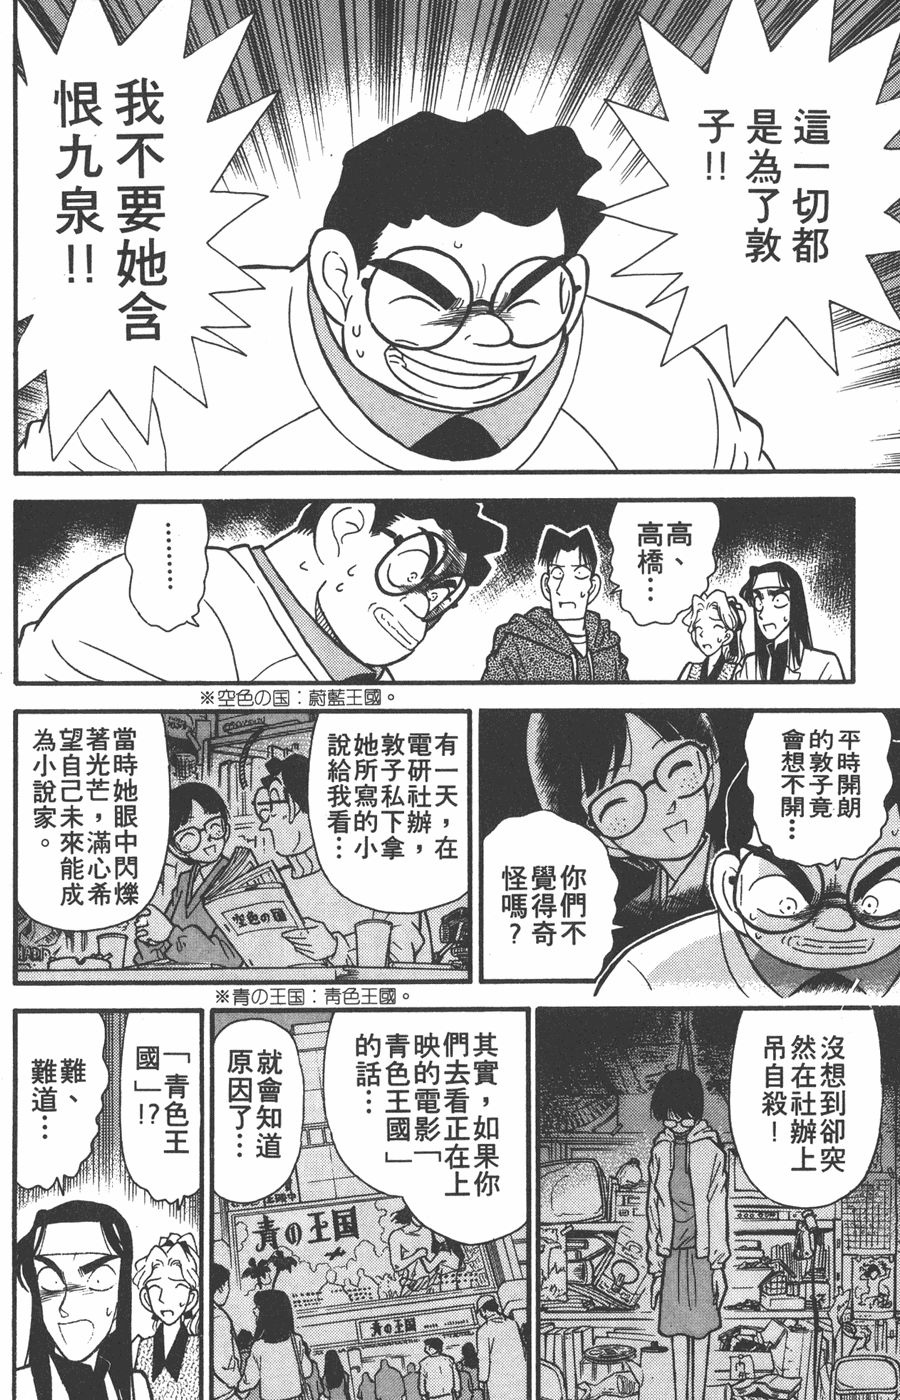 這一切都
是為了敦
子!!
我不要她含
恨九泉!!
高、
高橋…
……
※空色の国：蔚藍王國。
平時開朗
的敦子竟
會想不開…
你們不
覺得奇
怪嗎？
有一天，在
電研社辦，
敦子私下拿
她所寫的小
說給我看…
當時她眼中閃爍
著光芒，滿心希
望自己未來能成
為小說家。
空色の國
※青の王国：青色王國。
沒想到卻突
然在社辦上
吊自殺！
其實，如果你
們去看正在上
映的電影「
青色王國」
的話…
就會知道
原因了…
青の王国
青の王国
「青色王
國」!?
難、
難道…